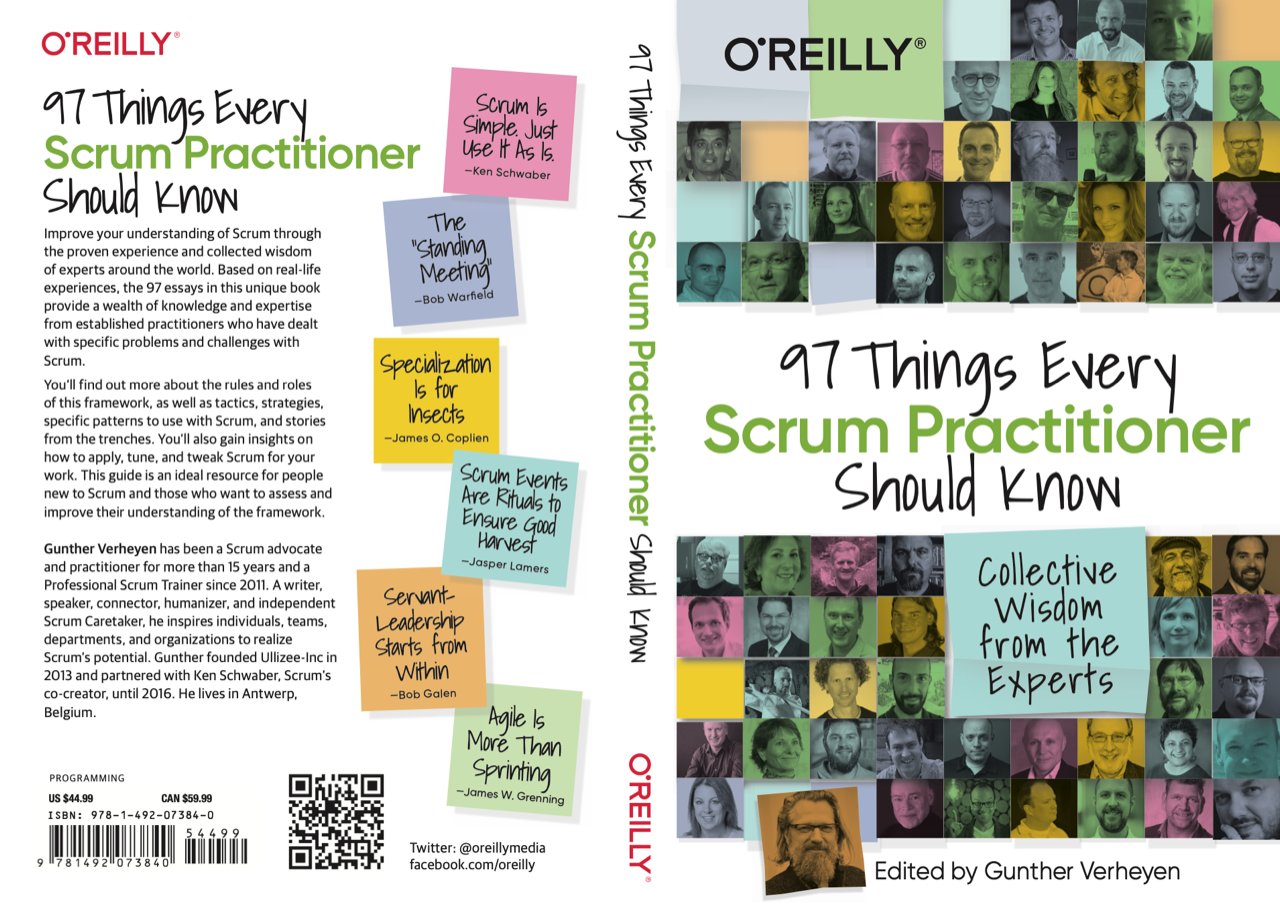 O'REILLY®
97 Things Every
Scrum Practitioner
Should Know
Improve your understanding of Scrum through
the proven experience and collected wisdom
of experts around the world. Based on real-life
experiences, the 97 essays in this unique book
provide a wealth of knowledge and expertise
from established practitioners who have dealt
with specific problems and challenges with
Scrum.
You'll find out more about the rules and roles
of this framework, as well as tactics, strategies,
specific patterns to use with Scrum, and stories
from the trenches. You'll also gain insights on
how to apply, tune, and tweak Scrum for your
work. This guide is an ideal resource for people
new to Scrum and those who want to assess and
improve their understanding of the framework.
Gunther Verheyen has been a Scrum advocate
and practitioner for more than 15 years and a
Professional Scrum Trainer since 2011. A writer,
speaker, connector, humanizer, and independent
Scrum Caretaker, he inspires individuals, teams,
departments, and organizations to realize
Scrum's potential. Gunther founded Ullizee-Inc in
2013 and partnered with Ken Schwaber, Scrum's
co-creator, until 2016. He lives in Antwerp,
Belgium.
Scrum Is
Simple. Just
Use It As Is.
—Ken Schwaber
The
"Standing
Meeting"
—Bob Warfield
Specialization
Is for
Insects
—James O. Coplien
Scrum Events
Are Rituals to
Ensure Good
Harvest
—Jasper Lamers
Servant-
Leadership
Starts from
Within
—Bob Galen
Agile Is
More Than
Sprinting
—James W. Grenning
PROGRAMMING
US $44.99 CAN $59.99
ISBN: 978-1-492-07384-0
54499
9 781492 073840
Twitter: @oreillymedia
facebook.com/oreilly
97 Things Every Scrum Practitioner Should Know
O'REILLY®
O'REILLY®
97 Things Every
Scrum Practitioner
Should Know
Collective
Wisdom
from the
Experts
Edited by Gunther Verheyen